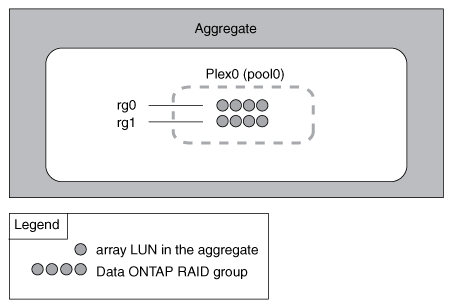 Aggregate
Plex0 (pool0)
rg0
rg1
Legend
array LUN in the aggregate
Data ONTAP RAID group